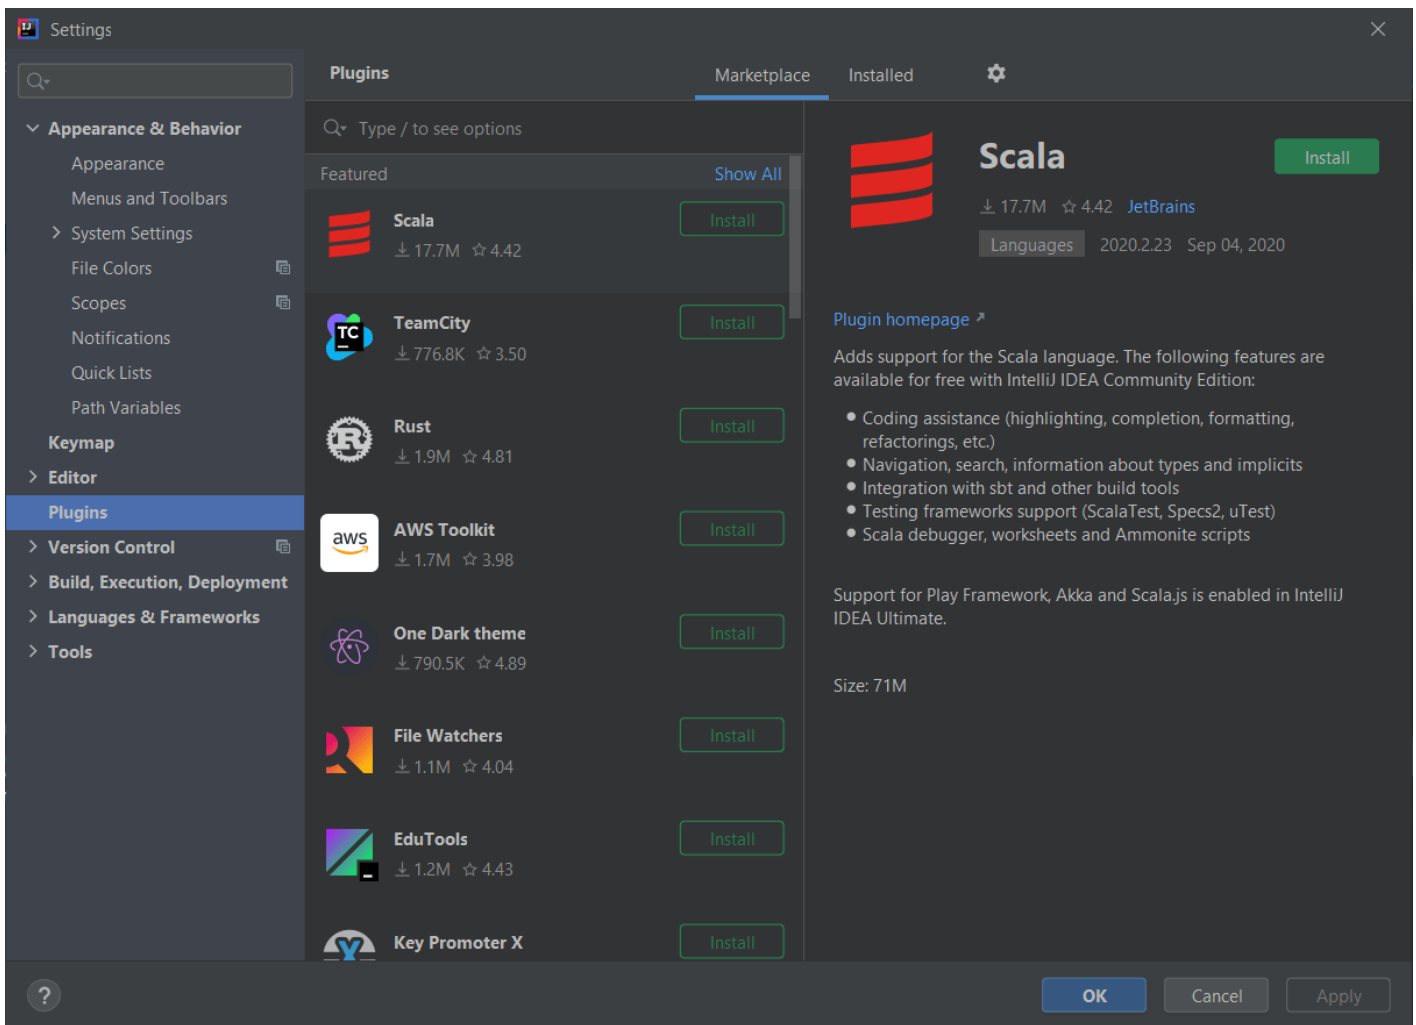 Settings
Appearance & Behavior
Appearance
Menus and Toolbars
System Settings
File Colors
Scopes
Notifications
Quick Lists
Path Variables
Keymap
Editor
Plugins
Version Control
Build, Execution, Deployment
Languages & Frameworks
Tools
Plugins
Marketplace
Installed
Type / to see options
Featured
Show All
Scala
17.7M 4.42
Install
TeamCity
776.8K 3.50
Install
TC
Rust
1.9M 4.81
Install
R
AWS Toolkit
1.7M 3.98
Install
aws
One Dark theme
790.5K 4.89
Install
File Watchers
1.1M 4.04
Install
EduTools
1.2M 4.43
Install
Key Promoter X
Install
Scala
Install
17.7M 4.42 JetBrains
Languages 2020.2.23 Sep 04, 2020
Plugin homepage
Adds support for the Scala language. The following features are
available for free with IntelliJ IDEA Community Edition:
Coding assistance (highlighting, completion, formatting,
refactorings, etc.)
Navigation, search, information about types and implicits
Integration with sbt and other build tools
Testing frameworks support (ScalaTest, Specs2, uTest)
Scala debugger, worksheets and Ammonite scripts
Support for Play Framework, Akka and Scala.js is enabled in IntelliJ
IDEA Ultimate.
Size: 71M
?
OK
Cancel
Apply